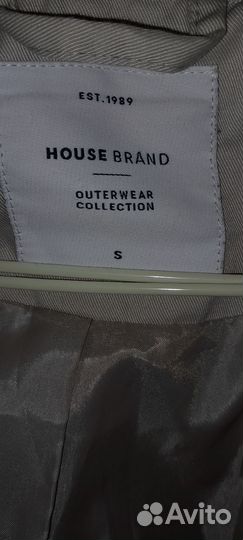 EST.1989
HOUSE BRAND
OUTERWEAR
COLLECTION
S
Avito